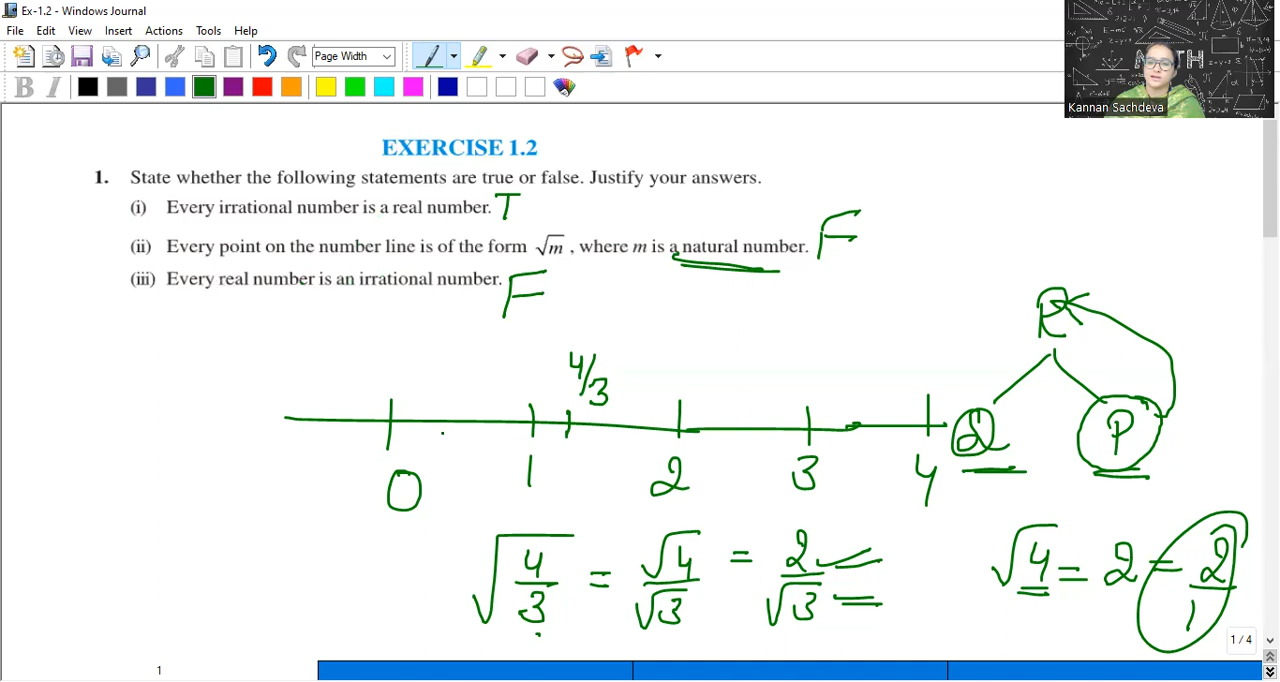 Ex-1.2 - Windows Journal
File Edit View Insert Actions Tools Help
Page Width
B I
MATH
Kannan Sachdeva
EXERCISE 1.2
1. State whether the following statements are true or false. Justify your answers.
(i) Every irrational number is a real number. T
(ii) Every point on the number line is of the form √m , where m is a natural number. F
(iii) Every real number is an irrational number. F
R
4/3
P
0 1 2 3 4
√4/3 = √4/√3 = 2/√3
√4 = 2 = 2/1
1 / 4
1